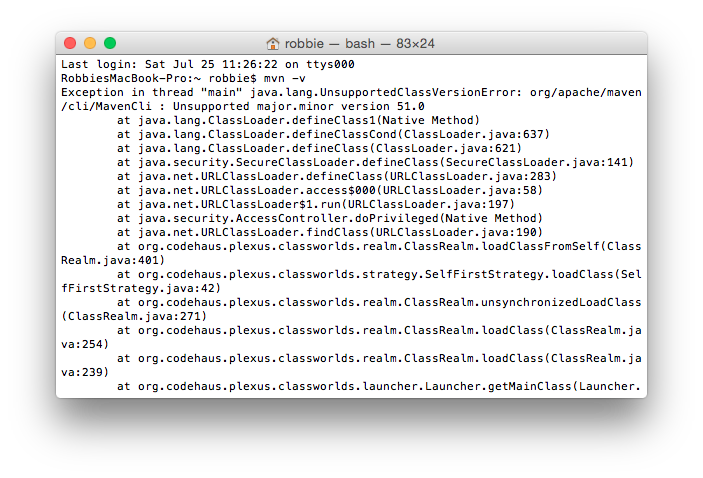 robbie — bash — 83×24
Last login: Sat Jul 25 11:26:22 on ttys000
RobbiesMacBook-Pro:~ robbie$ mvn -v
Exception in thread "main" java.lang.UnsupportedClassVersionError: org/apache/maven
/cli/MavenCli : Unsupported major.minor version 51.0
at java.lang.ClassLoader.defineClass1(Native Method)
at java.lang.ClassLoader.defineClassCond(ClassLoader.java:637)
at java.lang.ClassLoader.defineClass(ClassLoader.java:621)
at java.security.SecureClassLoader.defineClass(SecureClassLoader.java:141)
at java.net.URLClassLoader.defineClass(URLClassLoader.java:283)
at java.net.URLClassLoader.access$000(URLClassLoader.java:58)
at java.net.URLClassLoader$1.run(URLClassLoader.java:197)
at java.security.AccessController.doPrivileged(Native Method)
at java.net.URLClassLoader.findClass(URLClassLoader.java:190)
at org.codehaus.plexus.classworlds.realm.ClassRealm.loadClassFromSelf(Class
Realm.java:401)
at org.codehaus.plexus.classworlds.strategy.SelfFirstStrategy.loadClass(Sel
fFirstStrategy.java:42)
at org.codehaus.plexus.classworlds.realm.ClassRealm.unsynchronizedLoadClass
(ClassRealm.java:271)
at org.codehaus.plexus.classworlds.realm.ClassRealm.loadClass(ClassRealm.ja
va:254)
at org.codehaus.plexus.classworlds.realm.ClassRealm.loadClass(ClassRealm.ja
va:239)
at org.codehaus.plexus.classworlds.launcher.Launcher.getMainClass(Launcher.